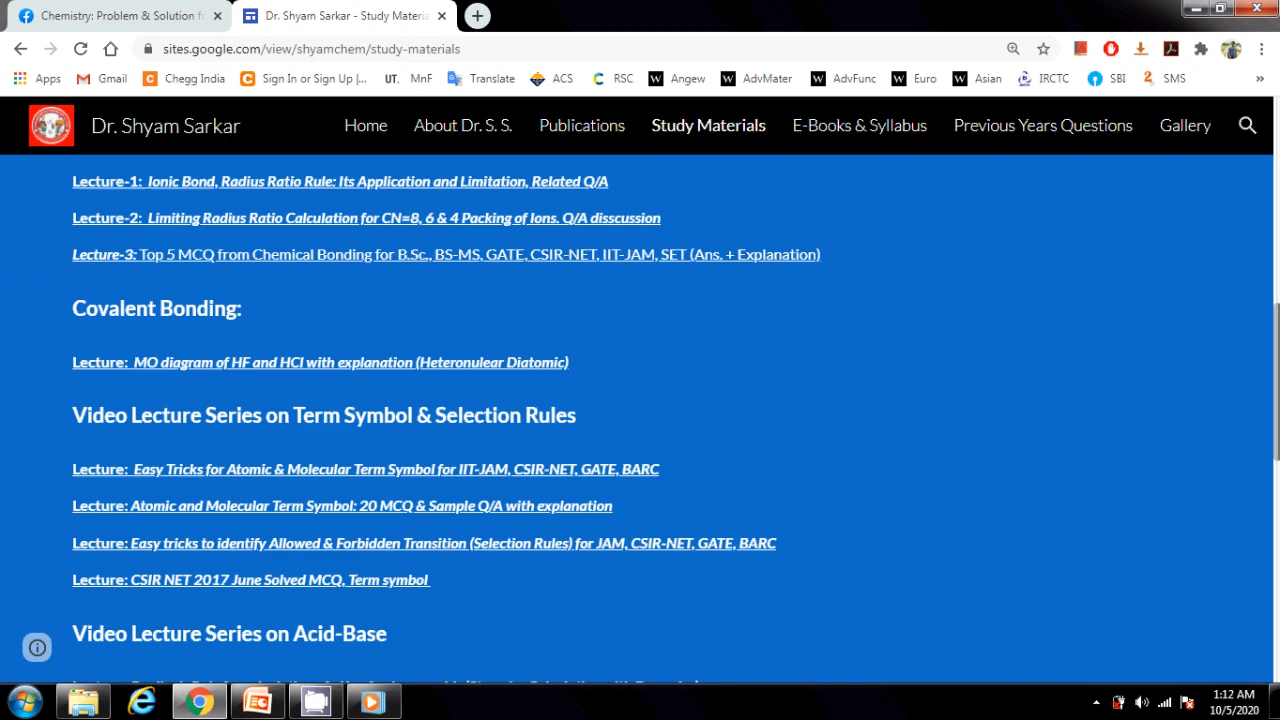 Chemistry: Problem & Solution fo
Dr. Shyam Sarkar - Study Materia
sites.google.com/view/shyamchem/study-materials
Apps Gmail Chegg India Sign In or Sign Up |... UT. MnF Translate ACS RSC Angew AdvMater AdvFunc Euro Asian IRCTC SBI SMS »
Dr. Shyam Sarkar Home About Dr. S. S. Publications Study Materials E-Books & Syllabus Previous Years Questions Gallery
Lecture-1: Ionic Bond, Radius Ratio Rule: Its Application and Limitation, Related Q/A
Lecture-2: Limiting Radius Ratio Calculation for CN=8, 6 & 4 Packing of Ions. Q/A disscussion
Lecture-3: Top 5 MCQ from Chemical Bonding for B.Sc., BS-MS, GATE, CSIR-NET, IIT-JAM, SET (Ans. + Explanation)
Covalent Bonding:
Lecture: MO diagram of HF and HCl with explanation (Heteronulear Diatomic)
Video Lecture Series on Term Symbol & Selection Rules
Lecture: Easy Tricks for Atomic & Molecular Term Symbol for IIT-JAM, CSIR-NET, GATE, BARC
Lecture: Atomic and Molecular Term Symbol: 20 MCQ & Sample Q/A with explanation
Lecture: Easy tricks to identify Allowed & Forbidden Transition (Selection Rules) for JAM, CSIR-NET, GATE, BARC
Lecture: CSIR NET 2017 June Solved MCQ, Term symbol
Video Lecture Series on Acid-Base
1:12 AM
10/5/2020